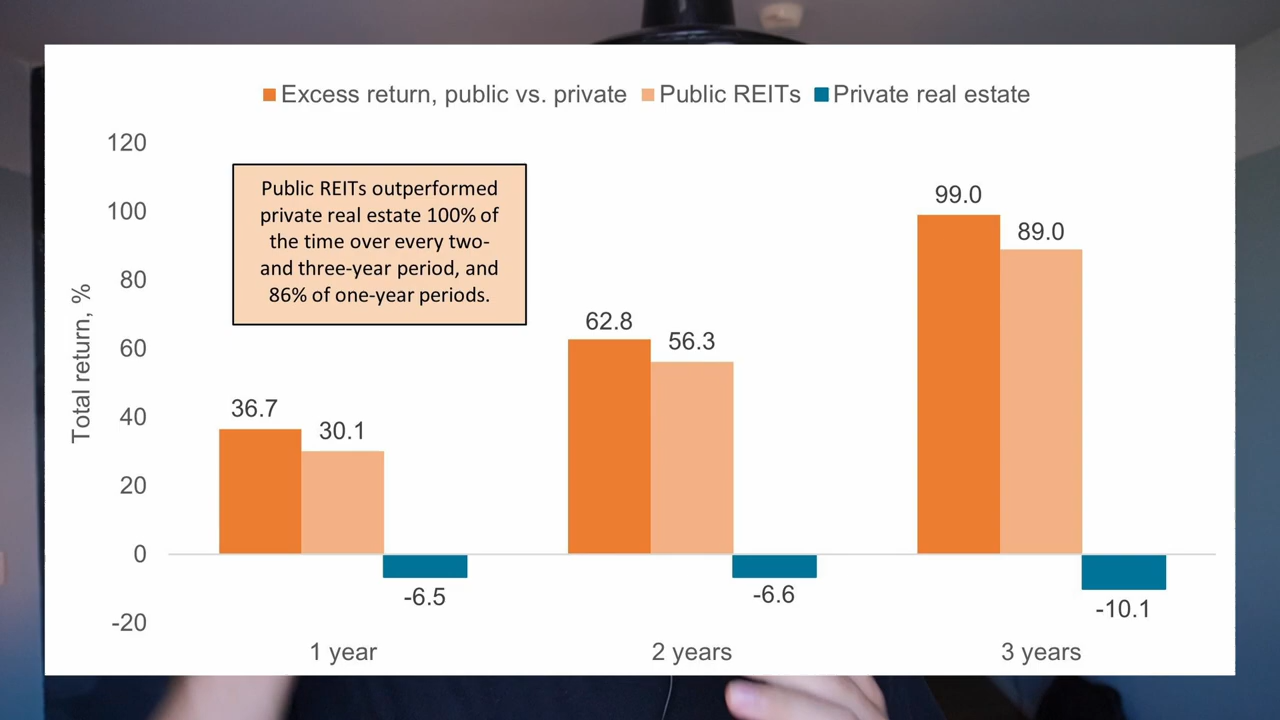 Excess return, public vs. private Public REITs Private real estate
Total return, %
120
100
80
60
40
20
0
-20
Public REITs outperformed
private real estate 100% of
the time over every two-
and three-year period, and
86% of one-year periods.
36.7
30.1
-6.5
62.8
56.3
-6.6
99.0
89.0
-10.1
1 year
2 years
3 years